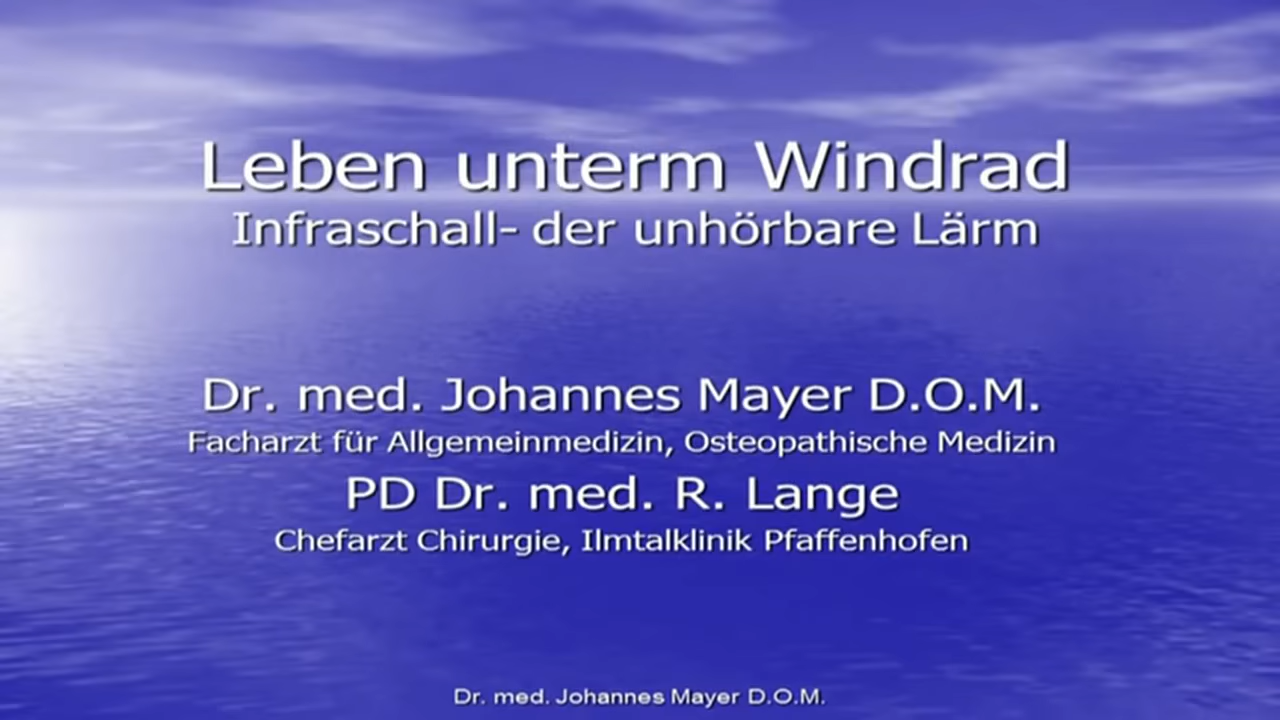 Leben unterm Windrad
Infraschall- der unhörbare Lärm
Dr. med. Johannes Mayer D.O.M.
Facharzt für Allgemeinmedizin, Osteopathische Medizin
PD Dr. med. R. Lange
Chefarzt Chirurgie, Ilmtalklinik Pfaffenhofen
Dr. med. Johannes Mayer D.O.M.